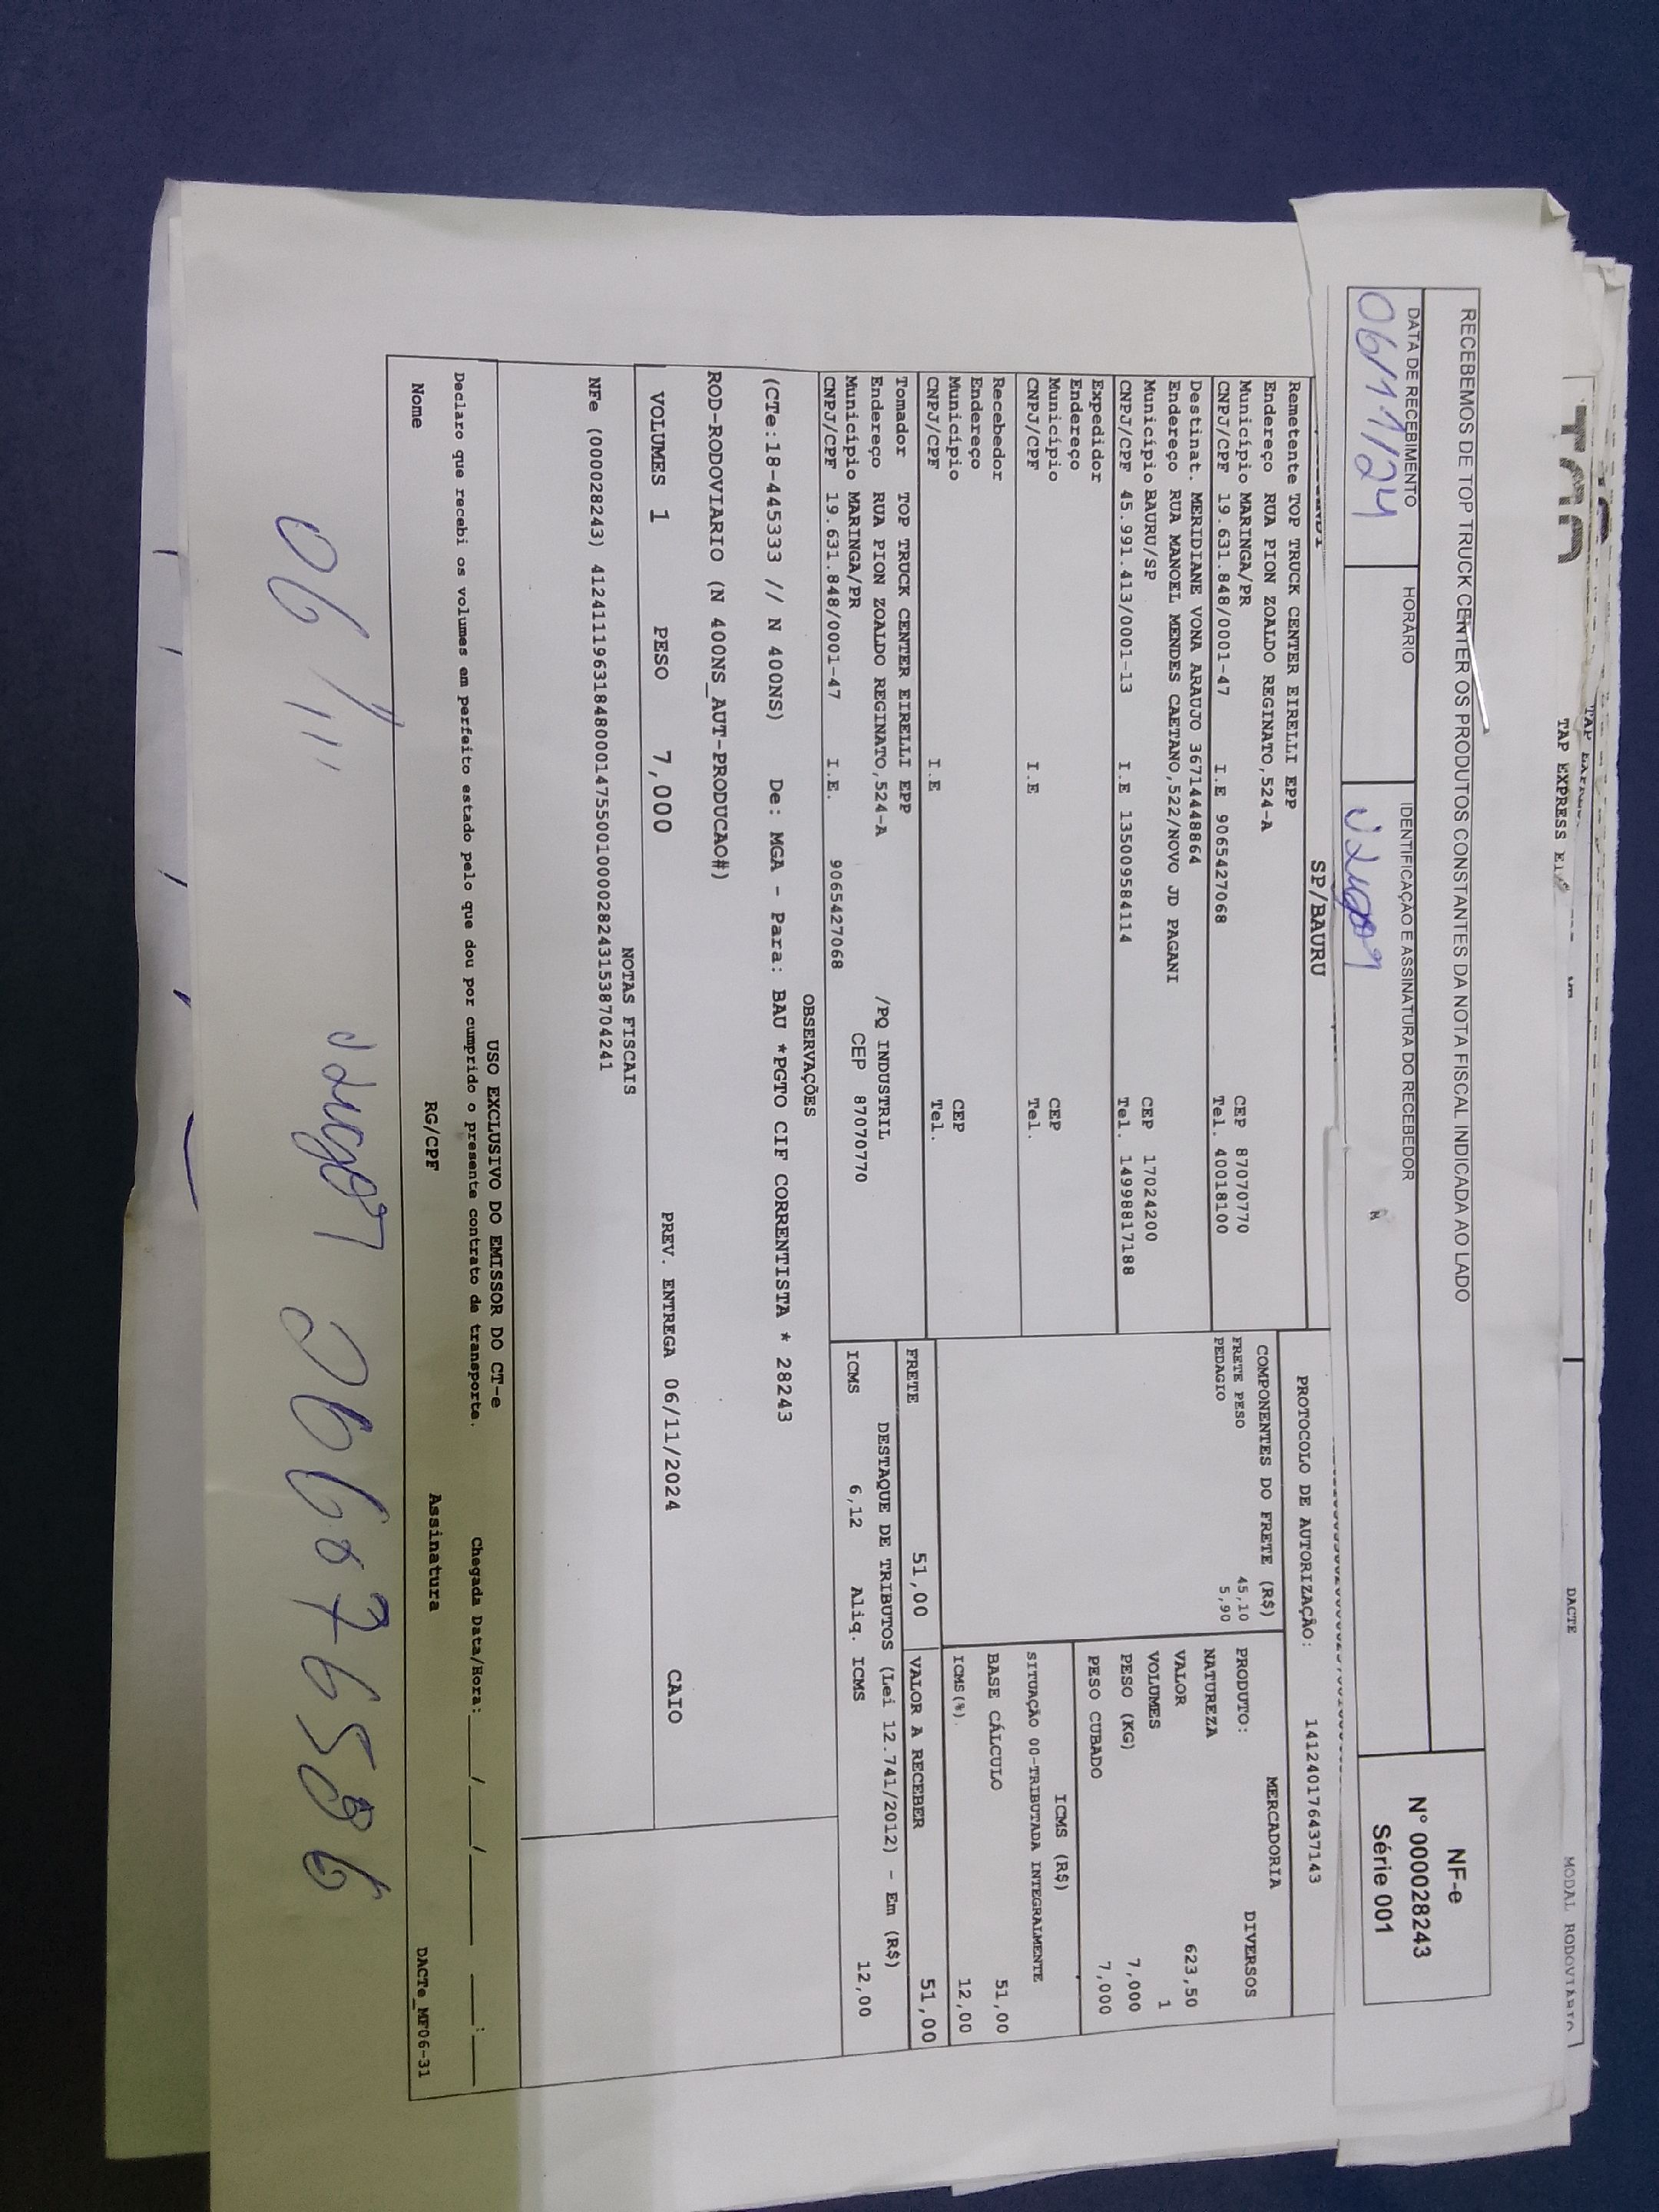 TAP EXPRESS
DACTE
MODAL RODOVIÁRIO
RECEBEMOS DE TOP TRUCK CENTER OS PRODUTOS CONSTANTES DA NOTA FISCAL INDICADA AO LADO
NF-e
N° 000028243
Série 001
DATA DE RECEBIMENTO
HORÁRIO
IDENTIFICAÇÃO E ASSINATURA DO RECEBEDOR
06/11/24
SP/BAURU
PROTOCOLO DE AUTORIZAÇÃO: 141240176437143
Remetente TOP TRUCK CENTER EIRELLI EPP
Endereço RUA PION ZOALDO REGINATO,524-A
Município MARINGA/PR CEP 87070770
CNPJ/CPF 19.631.848/0001-47 I.E 9065427068 Tel. 40018100
Destinat. MERIDIANE VONA ARAUJO 36714448864
Endereço RUA MANOEL MENDES CAETANO,522/NOVO JD PAGANI
Município BAURU/SP CEP 17024200
CNPJ/CPF 45.991.413/0001-13 I.E 135009584114 Tel. 14998817188
Expedidor
Endereço
Município CEP
CNPJ/CPF I.E Tel.
Recebedor
Endereço
Município CEP
CNPJ/CPF I.E Tel.
Tomador TOP TRUCK CENTER EIRELLI EPP
Endereço RUA PION ZOALDO REGINATO,524-A /PQ INDUSTRIL
Município MARINGA/PR CEP 87070770
CNPJ/CPF 19.631.848/0001-47 I.E. 9065427068
COMPONENTES DO FRETE (R$)
FRETE PESO 45,10
PEDAGIO 5,90
MERCADORIA
PRODUTO: DIVERSOS
NATUREZA
VALOR 623,50
VOLUMES 1
PESO (KG) 7,000
PESO CUBADO 7,000
ICMS (R$)
SITUAÇÃO 00-TRIBUTADA INTEGRALMENTE
BASE CÁLCULO 51,00
ICMS(%). 12,00
FRETE 51,00
VALOR A RECEBER 51,00
DESTAQUE DE TRIBUTOS (Lei 12.741/2012) - Em (R$)
ICMS 6,12 Aliq. ICMS 12,00
OBSERVAÇÕES
(CTe:18-445333 // N 400NS) De: MGA - Para: BAU *PGTO CIF CORRENTISTA * 28243
ROD-RODOVIARIO (N 400NS_AUT-PRODUCAO#)
VOLUMES 1 PESO 7,000 PREV. ENTREGA 06/11/2024 CAIO
NOTAS FISCAIS
NFe (000028243) 41241119631848000147550010000282431538704241
USO EXCLUSIVO DO EMISSOR DO CT-e
Declaro que recebi os volumes em perfeito estado pelo que dou por cumprido o presente contrato de transporte. Chegada Data/Hora:____/____/______ ____:____
Nome RG/CPF Assinatura DACTe_MF06-31
06/11